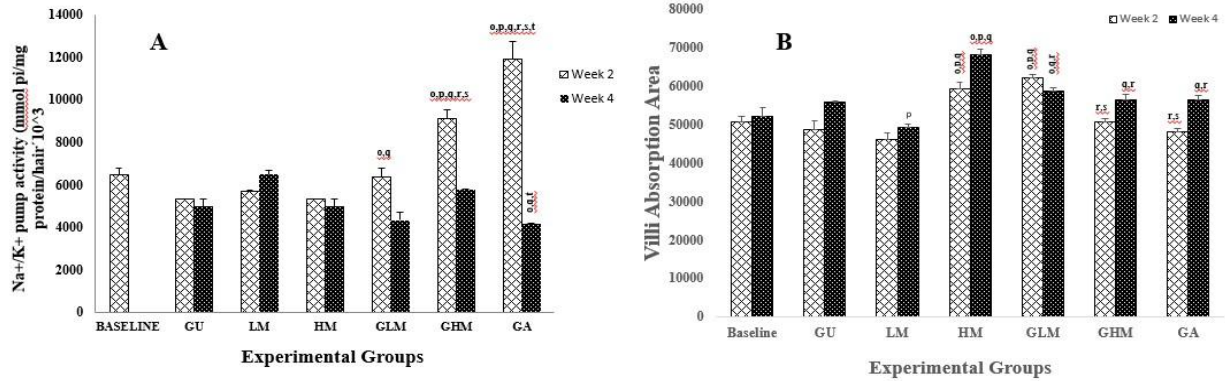 14000
12000
10000
8000
6000
4000
2000
0
Na+/K+ pump activity (mmol pi/mg
protein/hair´10^3
A
o,p,q,r,s,t
o,p,q,r,s
o,q
o,q,t
Week 2
Week 4
BASELINE GU LM HM GLM GHM GA
Experimental Groups
80000
70000
60000
50000
40000
30000
20000
10000
0
Villi Absorption Area
B
Week 2 Week 4
p
o,p,q
o,p,q
o,p,q
o,q,r
r,s
q,r
r,s
q,r
Baseline GU LM HM GLM GHM GA
Experimental Groups